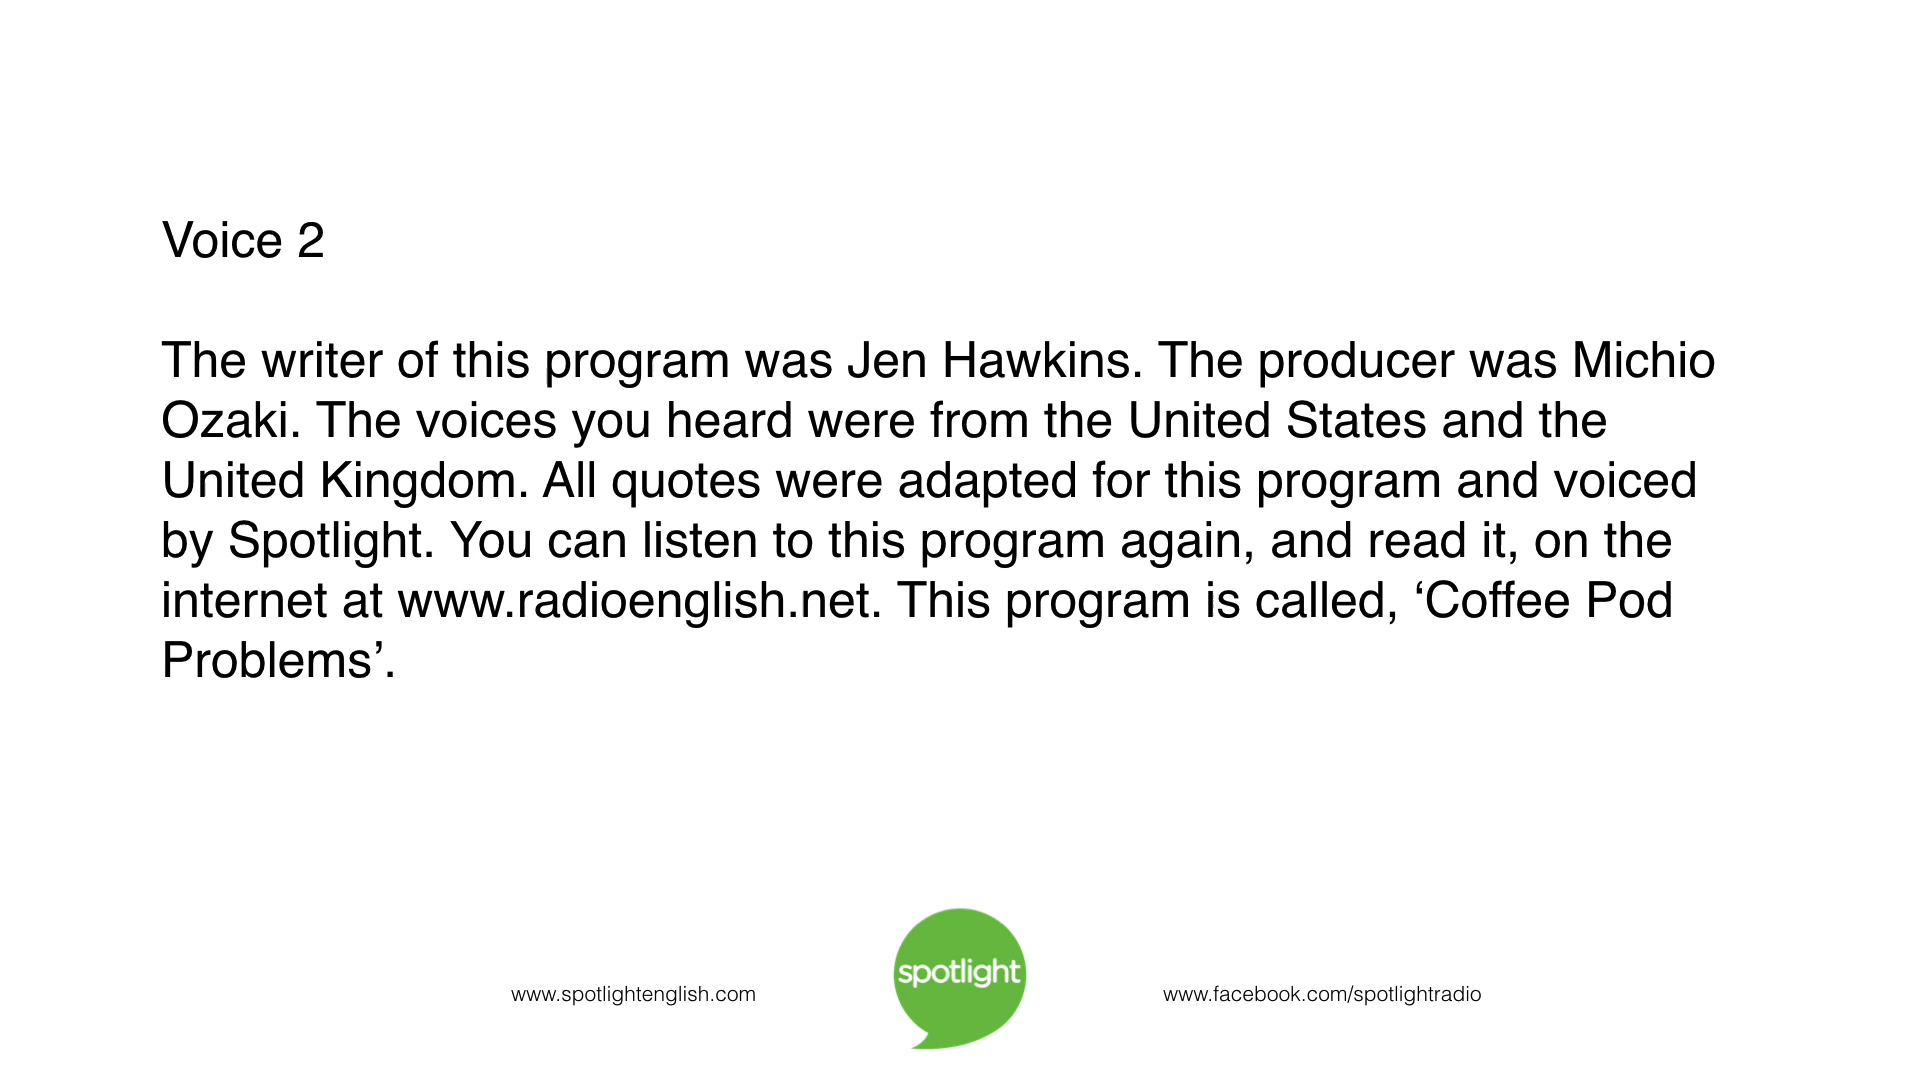 Voice 2
The writer of this program was Jen Hawkins. The producer was Michio
Ozaki. The voices you heard were from the United States and the
United Kingdom. All quotes were adapted for this program and voiced
by Spotlight. You can listen to this program again, and read it, on the
internet at www.radioenglish.net. This program is called, ‘Coffee Pod
Problems’.
www.spotlightenglish.com
spotlight
www.facebook.com/spotlightradio